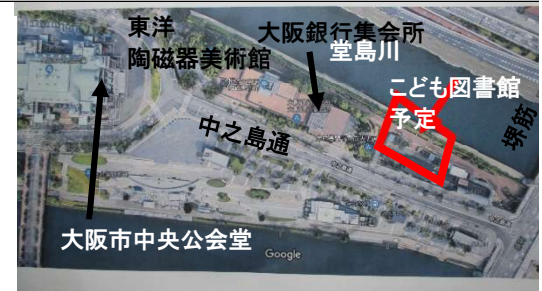 東洋
陶磁器美術館
大阪銀行集会所
堂島川
こども図書館
予定
堺筋
中之島通
大阪市中央公会堂
Google